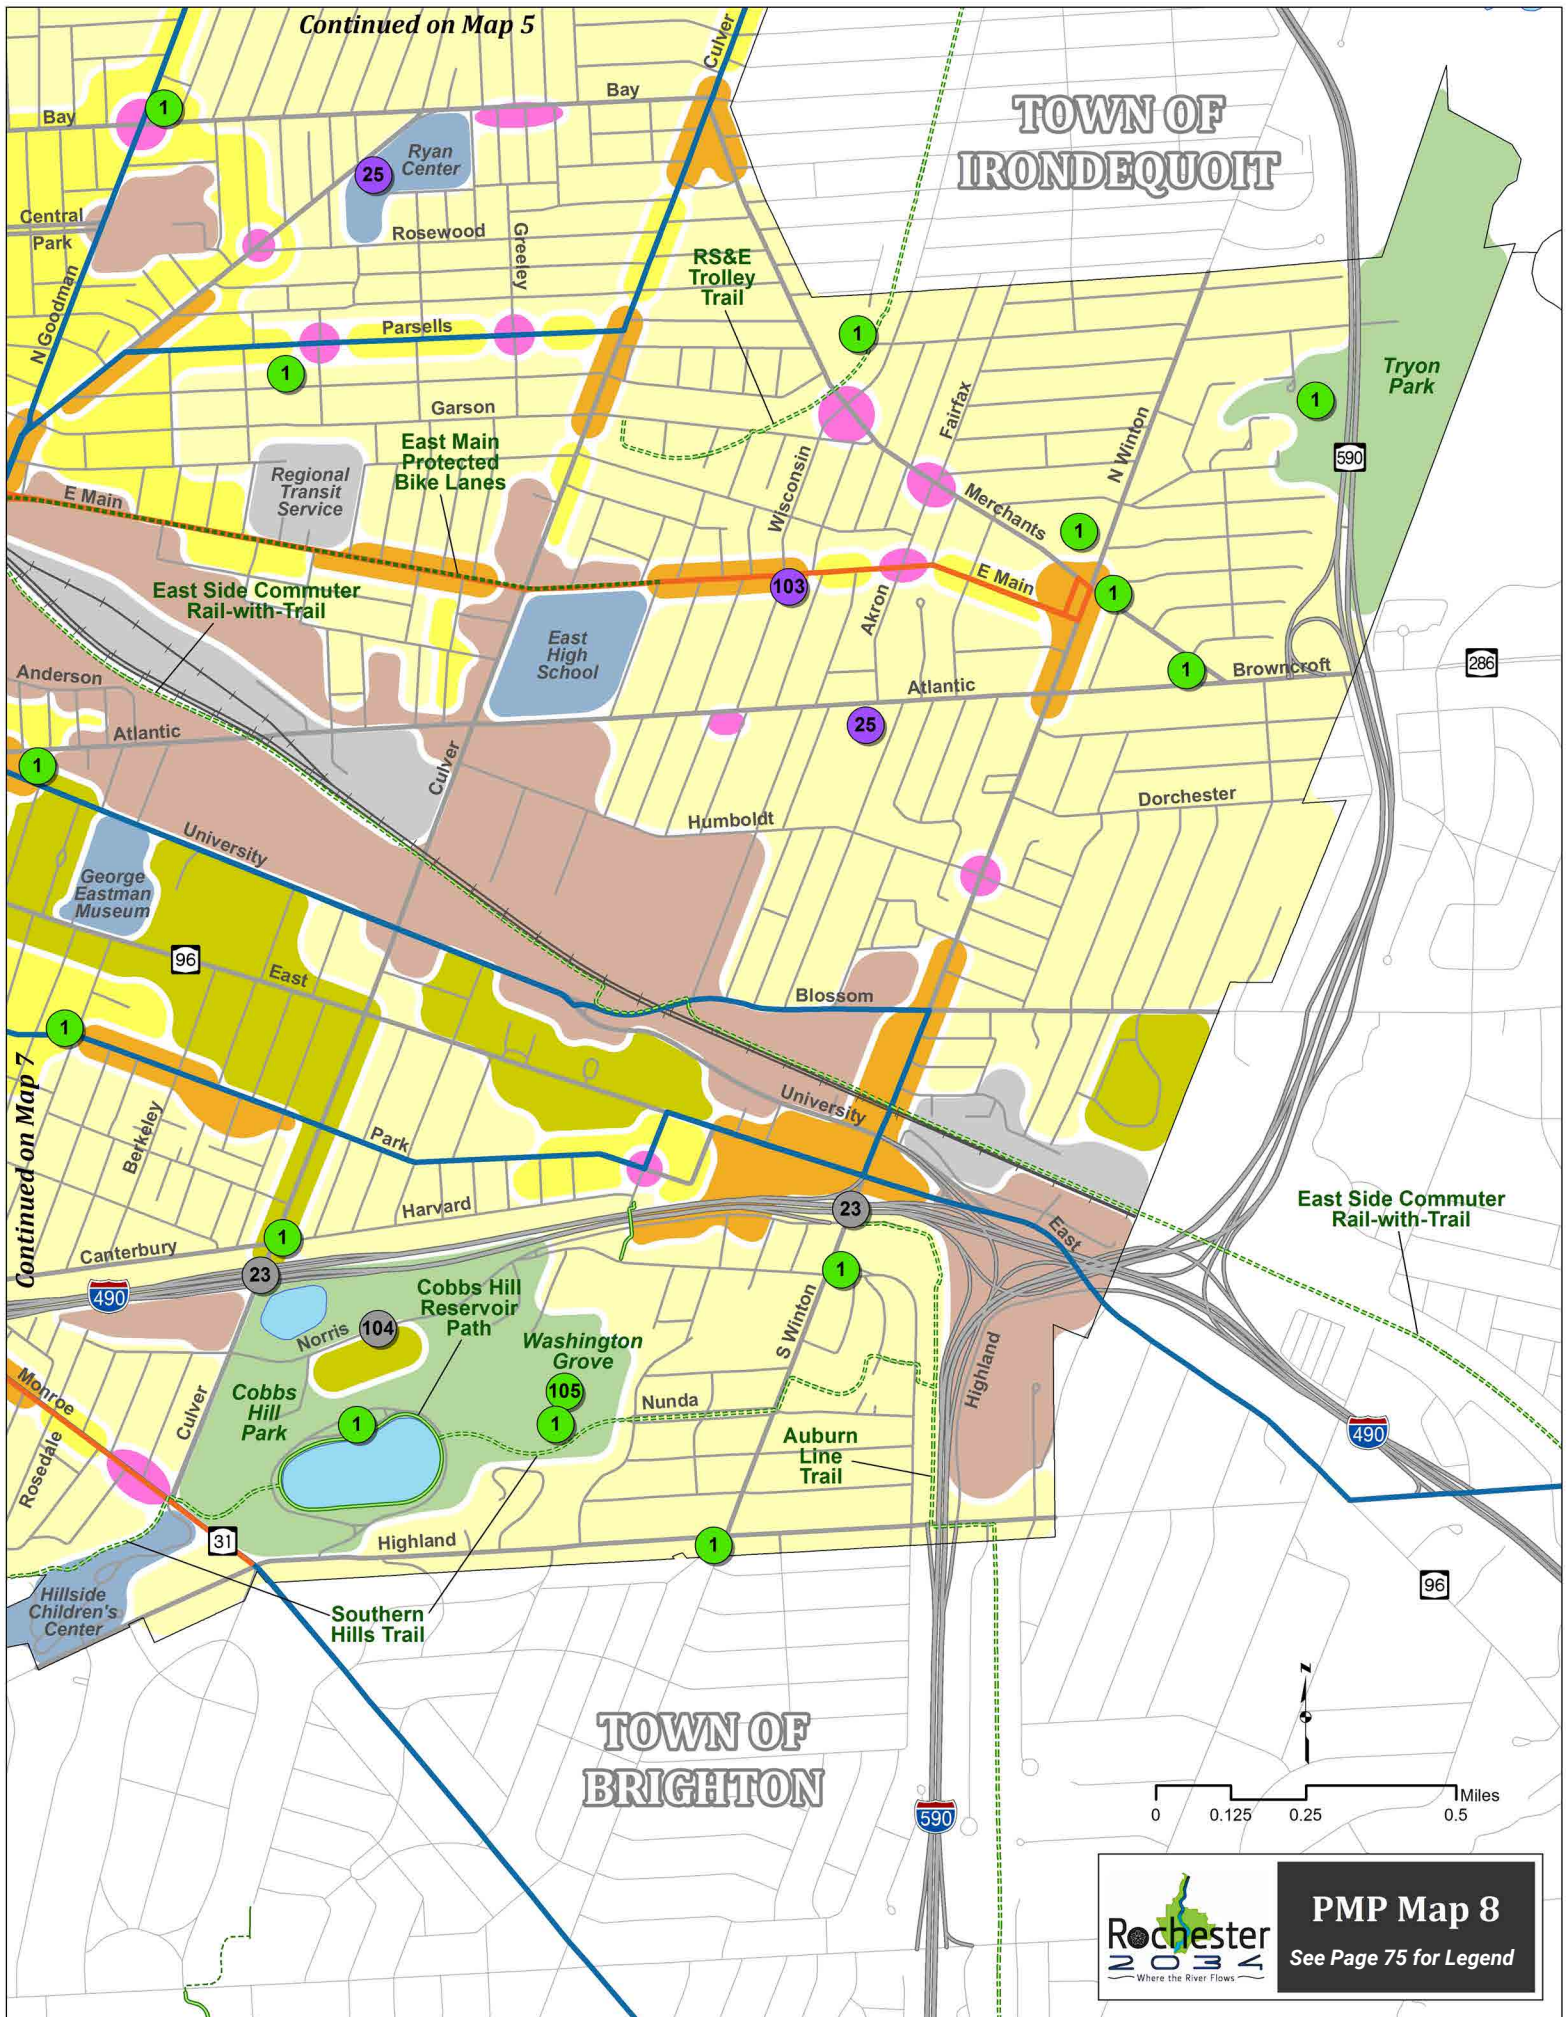 Continued on Map 5
Culver
Bay
Bay
1
TOWN OF
IRONDEQUOIT
Ryan
Center
25
Central
Park
Rosewood
Greeley
RS&E
Trolley
Trail
N Goodman
Parsells
1
1
Tryon
Park
1
Garson
Fairfax
N Winton
East Main
Protected
Bike Lanes
590
Regional
Transit
Service
E Main
Wisconsin
Merchants
1
East Side Commuter
Rail-with-Trail
103
E Main
1
Akron
East
High
School
286
Browncroft
1
Anderson
Atlantic
Atlantic
25
1
Culver
Dorchester
Humboldt
University
George
Eastman
Museum
96
East
Blossom
1
Continued on Map 7
Berkeley
Park
University
Harvard
23
East Side Commuter
Rail-with-Trail
East
1
Canterbury
23
490
1
Cobbs Hill
Reservoir
Path
Norris
104
S Winton
Washington
Grove
Highland
105
Monroe
Cobbs
Hill
Park
Culver
1
1
Nunda
490
Rosedale
Auburn
Line
Trail
31
Highland
1
96
Hillside
Children's
Center
Southern
Hills Trail
N
TOWN OF
BRIGHTON
590
Miles
0 0.125 0.25 0.5
Rochester
2034
Where the River Flows
PMP Map 8
See Page 75 for Legend